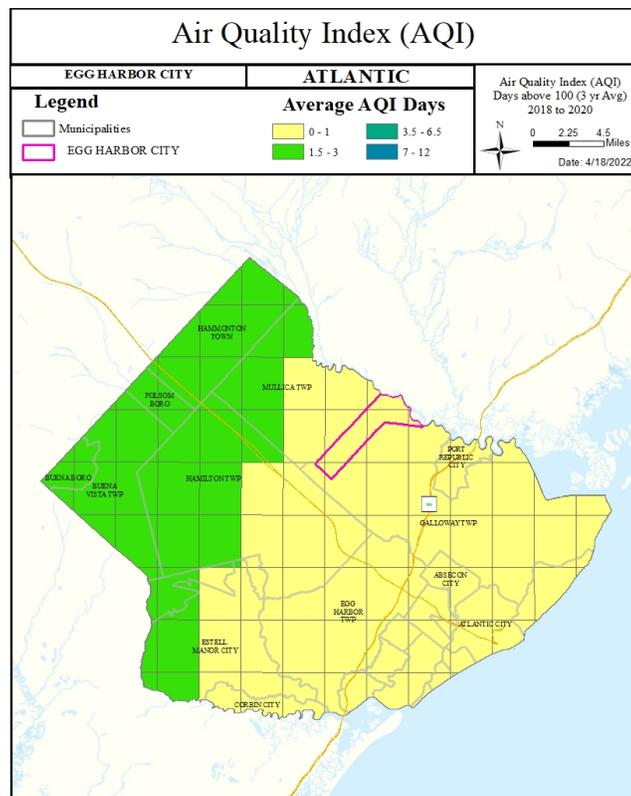 Air Quality Index (AQI)
EGG HARBOR CITY
ATLANTIC
Legend
Municipalities
EGG HARBOR CITY
Average AQI Days
0 - 1
1.5 - 3
3.5 - 6.5
7 - 12
Air Quality Index (AQI)
Days above 100 (3 yr Avg)
2018 to 2020
N
0 2.25 4.5
Miles
Date: 4/18/2022
HAMMONTON
TOWN
MULLICA TWP
FOLSOM
BORO
PORT
REPUBLIC
CITY
BUENA BORO
BUENA
VISTA TWP
HAMILTON TWP
GALLOWAY TWP
ABSECON
CITY
EGG
HARBOR
TWP
ATLANTIC CITY
ESTELL
MANOR CITY
CORBIN CITY